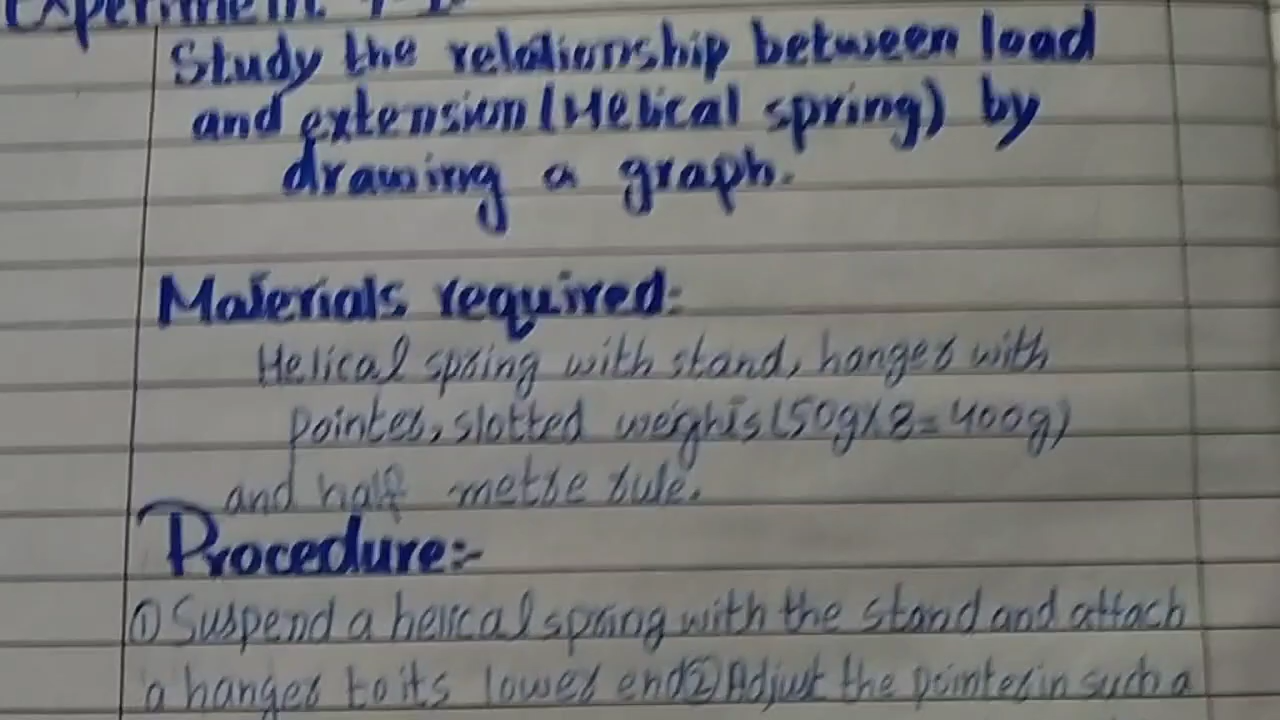 Experiment
Study the relationship between load
and extension (Helical spring) by
drawing a graph.
Materials required:
Helical spring with stand, hanger with
pointer, slotted weights (50g×8=400g)
and half metre rule.
Procedure:-
① Suspend a helical spring with the stand and attach
a hanger to its lower end ② Adjust the pointer in such a